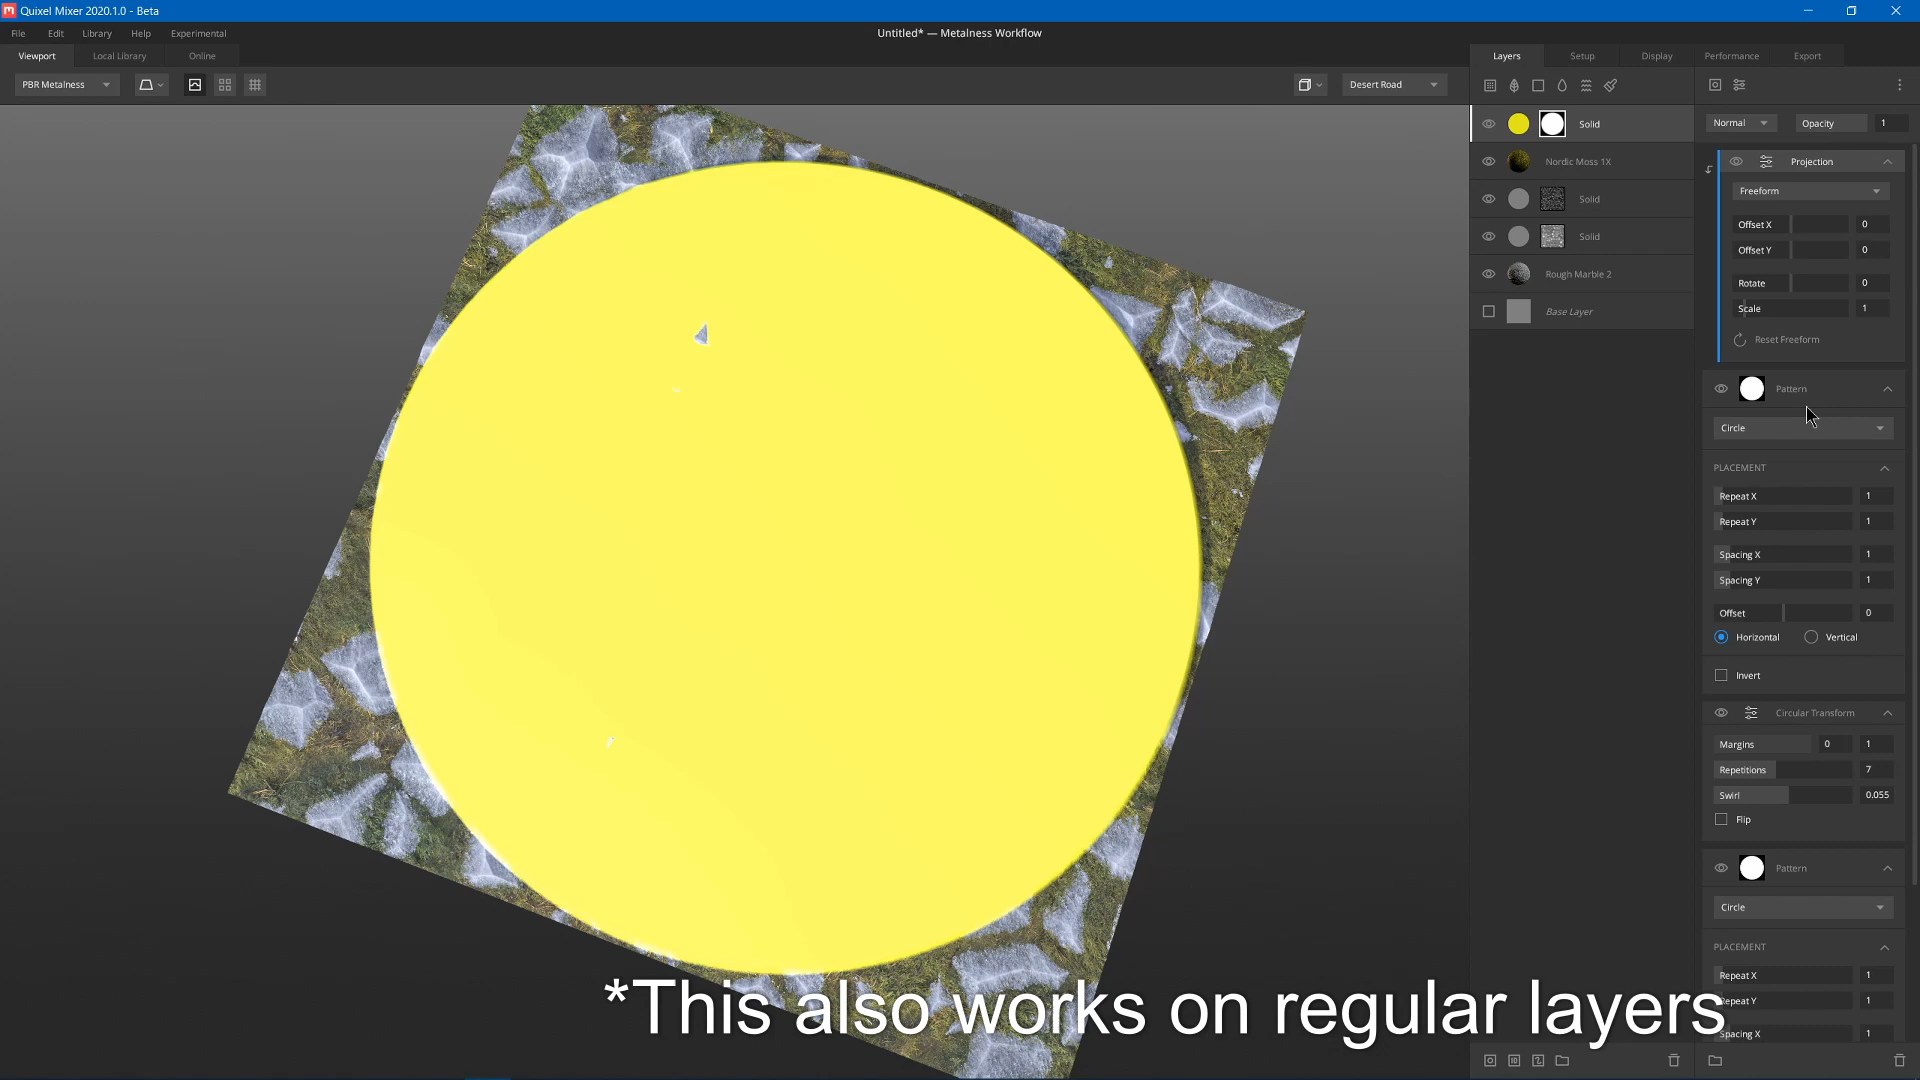 Quixel Mixer 2020.1.0 - Beta
File Edit Library Help Experimental
Untitled* — Metalness Workflow
Viewport Local Library Online
Layers Setup Display Performance Export
PBR Metalness
Desert Road
Solid
Nordic Moss 1X
Solid
Solid
Rough Marble 2
Base Layer
Normal Opacity 1
Projection
Freeform
Offset X 0
Offset Y 0
Rotate 0
Scale 1
Reset Freeform
Pattern
Circle
PLACEMENT
Repeat X 1
Repeat Y 1
Spacing X 1
Spacing Y 1
Offset 0
Horizontal Vertical
Invert
Circular Transform
Margins 0 1
Repetitions 7
Swirl 0.055
Flip
Pattern
Circle
PLACEMENT
Repeat X 1
Repeat Y 1
Spacing X 1
*This also works on regular layers